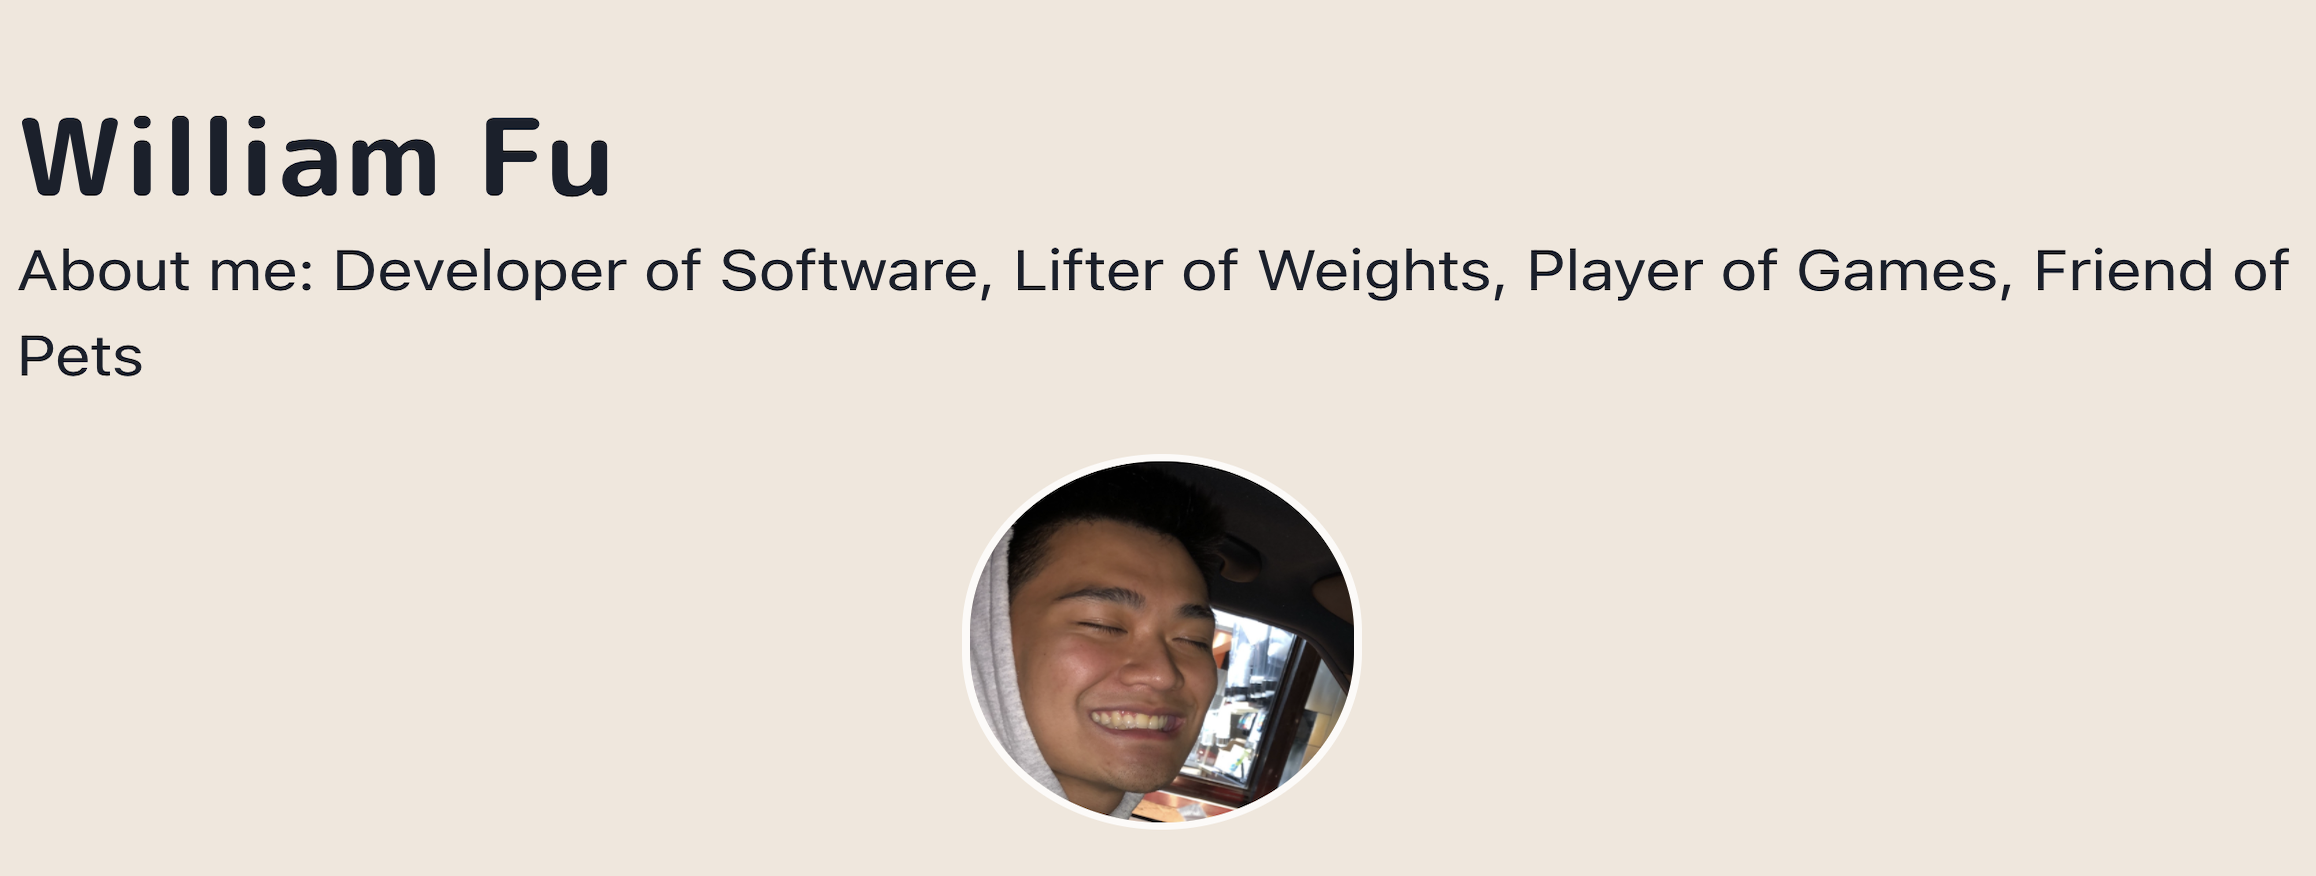 William Fu
About me: Developer of Software, Lifter of Weights, Player of Games, Friend of
Pets